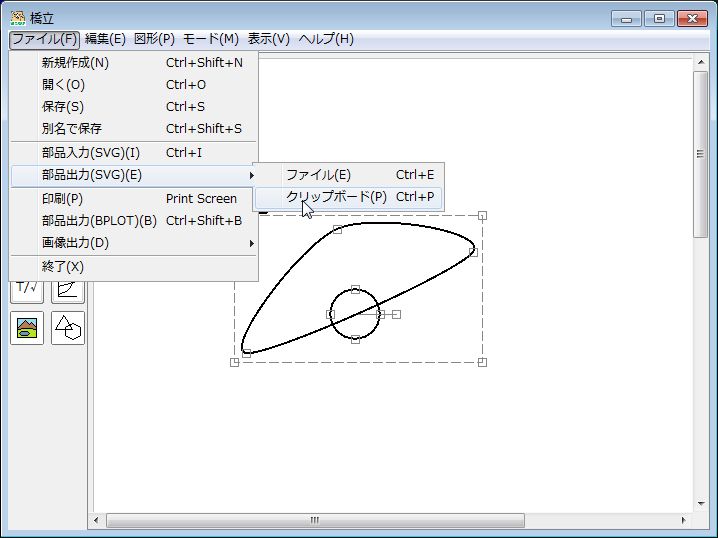 橋立
ファイル(F) 編集(E) 図形(P) モード(M) 表示(V) ヘルプ(H)
新規作成(N) Ctrl+Shift+N
開く(O) Ctrl+O
保存(S) Ctrl+S
別名で保存 Ctrl+Shift+S
部品入力(SVG)(I) Ctrl+I
部品出力(SVG)(E)
ファイル(E) Ctrl+E
クリップボード(P) Ctrl+P
印刷(P) Print Screen
部品出力(BPLOT)(B) Ctrl+Shift+B
画像出力(D)
終了(X)
T/√